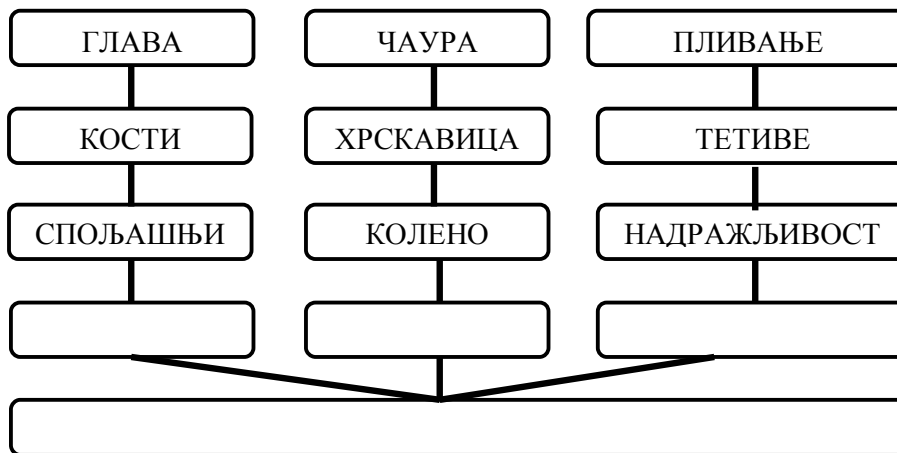 ГЛАВА ЧАУРА ПЛИВАЊЕ
КОСТИ ХРСКАВИЦА ТЕТИВЕ
СПОЉАШЊИ КОЛЕНО НАДРАЖЉИВОСТ